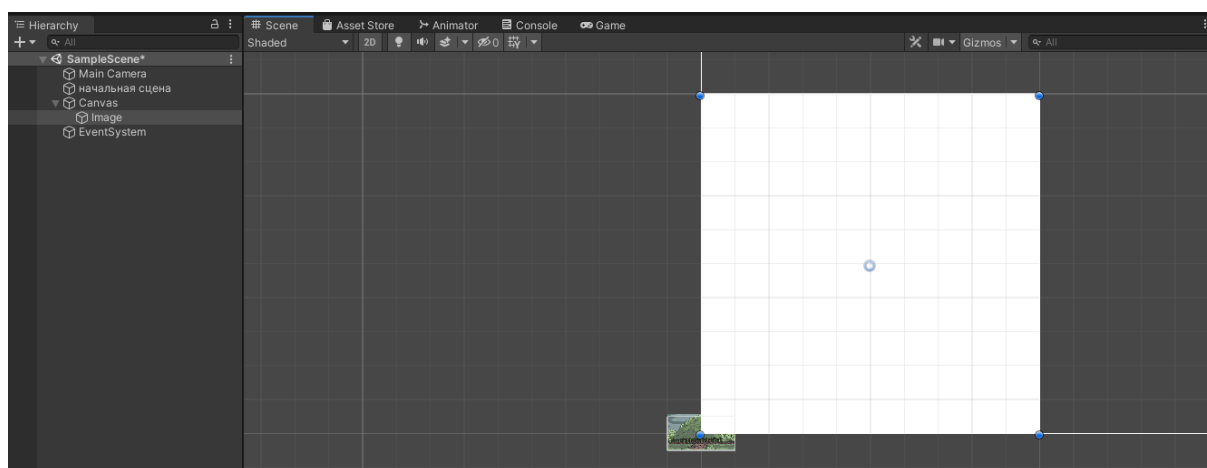 Hierarchy
All
SampleScene*
Main Camera
начальная сцена
Canvas
Image
EventSystem
Scene Asset Store Animator Console Game
Shaded 2D 0 Gizmos All